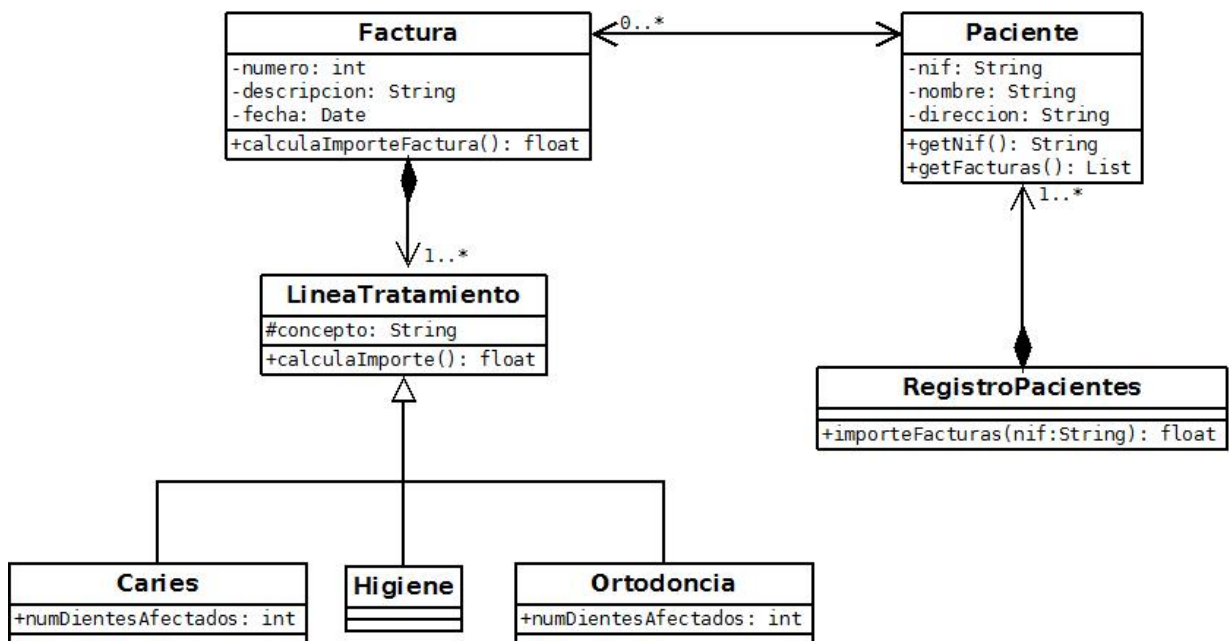 Factura
-numero: int
-descripcion: String
-fecha: Date
+calculaImporteFactura(): float
0..*
Paciente
-nif: String
-nombre: String
-direccion: String
+getNif(): String
+getFacturas(): List
1..*
1..*
LineaTratamiento
#concepto: String
+calculaImporte(): float
RegistroPacientes
+importeFacturas(nif:String): float
Caries
+numDientesAfectados: int
Higiene
Ortodoncia
+numDientesAfectados: int